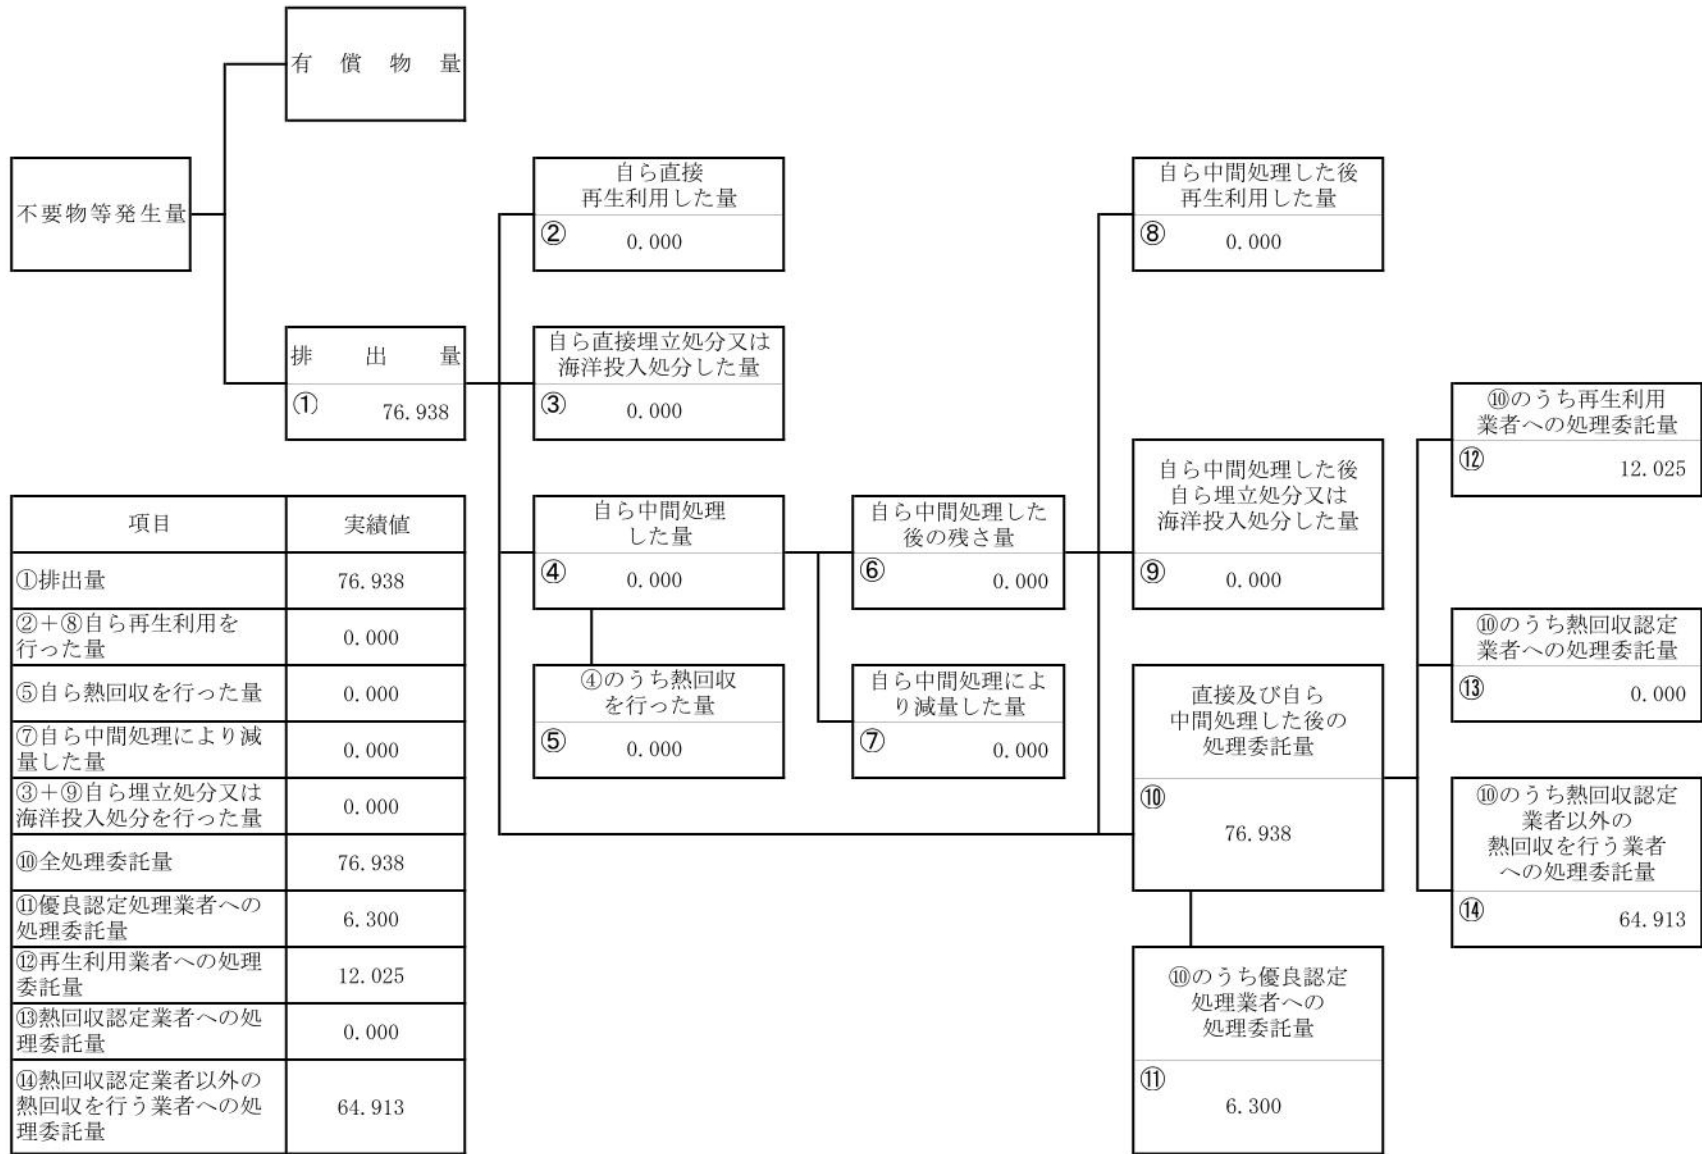 有償物量
不要物等発生量
排出量
①
76.938
自ら直接
再生利用した量
②
0.000
自ら直接埋立処分又は
海洋投入処分した量
③
0.000
自ら中間処理
した量
④
0.000
④のうち熱回収
を行った量
⑤
0.000
自ら中間処理した
後の残さ量
⑥
0.000
自ら中間処理によ
り減量した量
⑦
0.000
自ら中間処理した後
再生利用した量
⑧
0.000
自ら中間処理した後
自ら埋立処分又は
海洋投入処分した量
⑨
0.000
直接及び自ら
中間処理した後の
処理委託量
⑩
76.938
⑩のうち優良認定
処理業者への
処理委託量
⑪
6.300
⑩のうち再生利用
業者への処理委託量
⑫
12.025
⑩のうち熱回収認定
業者への処理委託量
⑬
0.000
⑩のうち熱回収認定
業者以外の
熱回収を行う業者
への処理委託量
⑭
64.913
項目
実績値
①排出量
76.938
②+⑧自ら再生利用を
行った量
0.000
⑤自ら熱回収を行った量
0.000
⑦自ら中間処理により減
量した量
0.000
③+⑨自ら埋立処分又は
海洋投入処分を行った量
0.000
⑩全処理委託量
76.938
⑪優良認定処理業者への
処理委託量
6.300
⑫再生利用業者への処理
委託量
12.025
⑬熱回収認定業者への処
理委託量
0.000
⑭熱回収認定業者以外の
熱回収を行う業者への処
理委託量
64.913